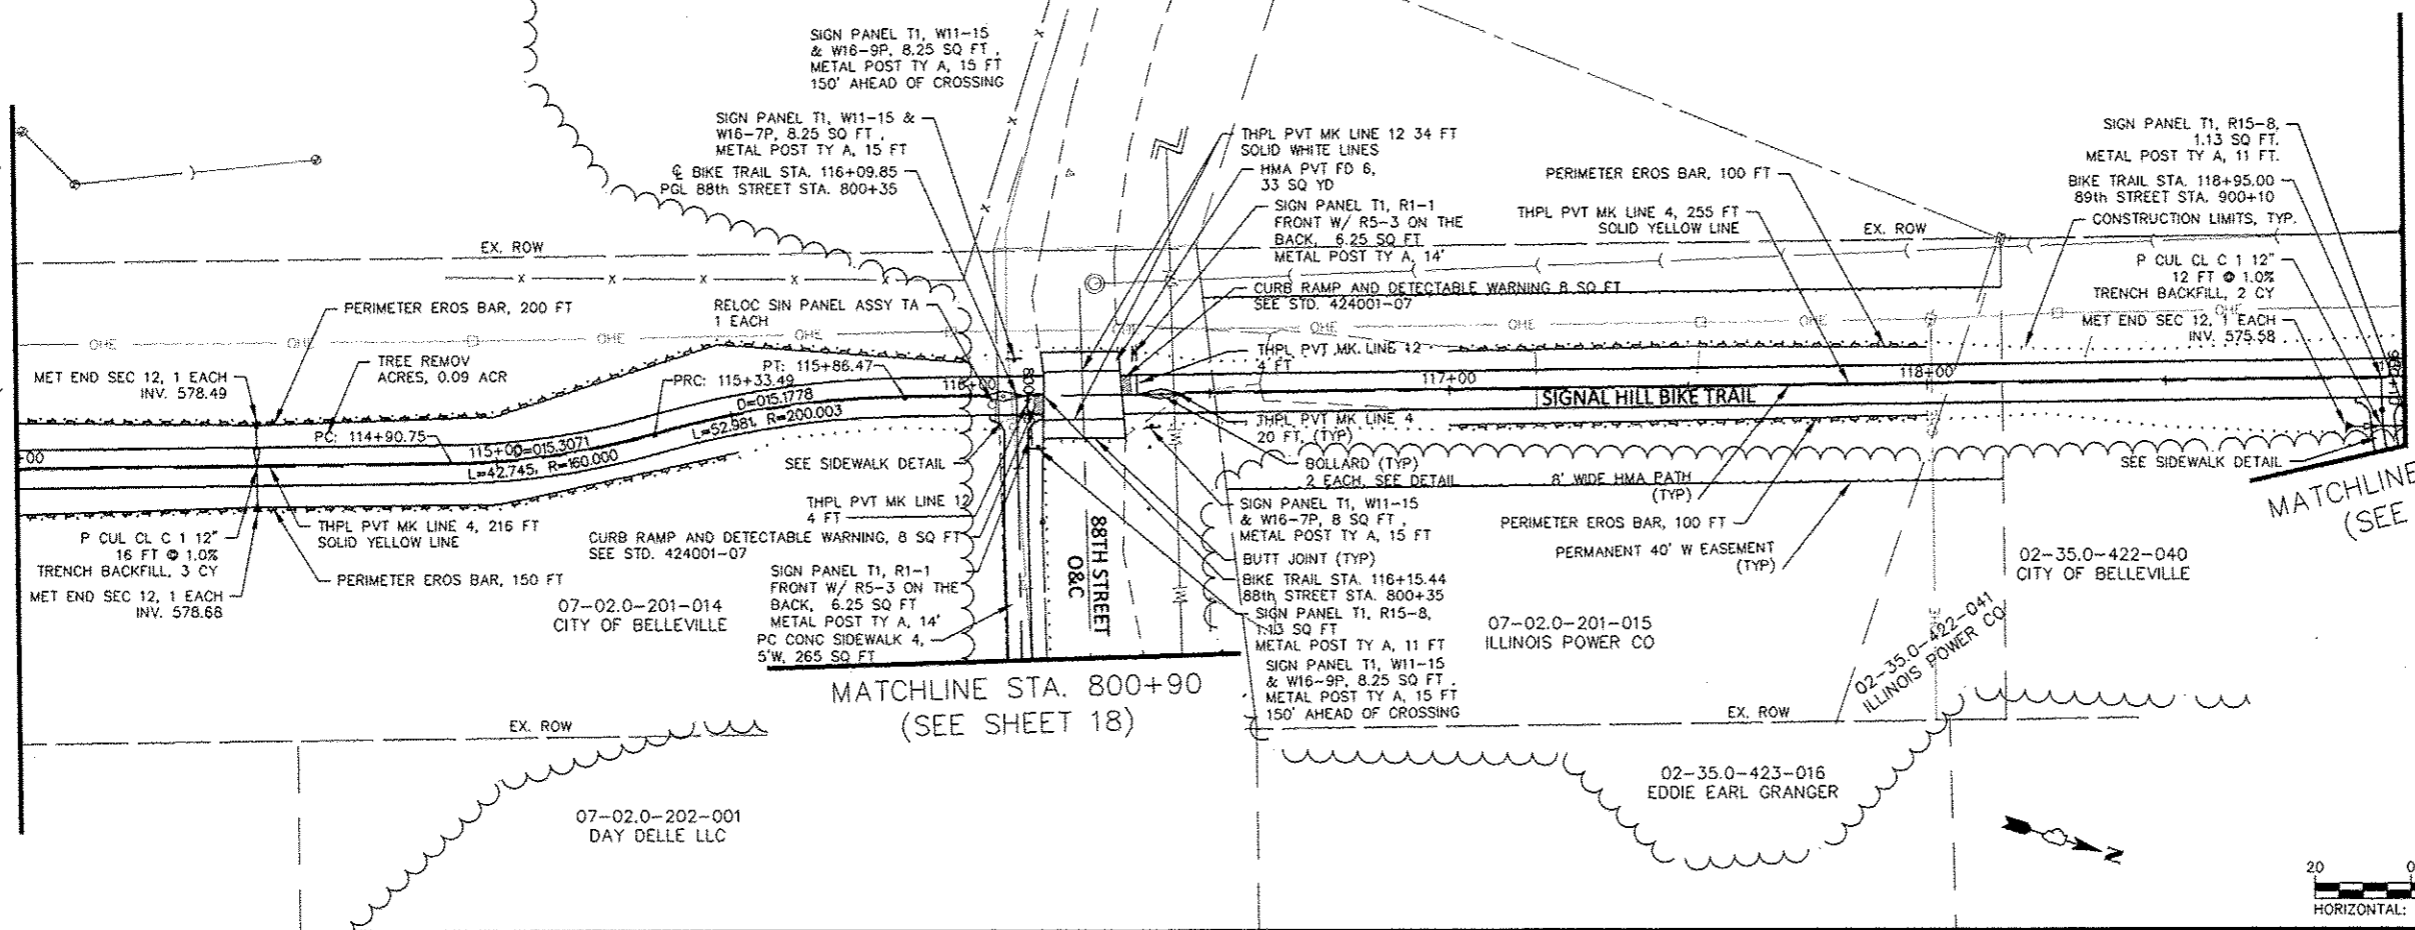 SIGN PANEL T1, W11-15
& W16-9P, 8.25 SQ FT ,
METAL POST TY A, 15 FT
150' AHEAD OF CROSSING
SIGN PANEL T1, W11-15 &
W16-7P, 8.25 SQ FT ,
METAL POST TY A, 15 FT
℄ BIKE TRAIL STA. 116+09.85
PGL 88th STREET STA. 800+35
EX. ROW
PERIMETER EROS BAR, 200 FT
RELOC SIN PANEL ASSY TA
1 EACH
OHE
OHE
OHE
OHE
TREE REMOV
ACRES, 0.09 ACR
MET END SEC 12, 1 EACH
INV. 578.49
PRC: 115+33.49
PT: 115+86.47
116+00
D=015.1778
L=52.981, R=200.003
PC: 114+90.75
115+00
D=015.3071
L=42.745, R=160.000
00
SEE SIDEWALK DETAIL
THPL PVT MK LINE 12
4 FT
THPL PVT MK LINE 4, 216 FT
SOLID YELLOW LINE
P CUL CL C 1 12"
16 FT @ 1.0%
TRENCH BACKFILL, 3 CY
MET END SEC 12, 1 EACH
INV. 578.68
PERIMETER EROS BAR, 150 FT
CURB RAMP AND DETECTABLE WARNING, 8 SQ FT
SEE STD. 424001-07
SIGN PANEL T1, R1-1
FRONT W/ R5-3 ON THE
BACK, 6.25 SQ FT
METAL POST TY A, 14'
PC CONC SIDEWALK 4,
5'W, 265 SQ FT
07-02.0-201-014
CITY OF BELLEVILLE
88TH STREET
O&C
MATCHLINE STA. 800+90
(SEE SHEET 18)
EX. ROW
07-02.0-202-001
DAY DELLE LLC
THPL PVT MK LINE 12 34 FT
SOLID WHITE LINES
HMA PVT FD 6,
33 SQ YD
SIGN PANEL T1, R1-1
FRONT W/ R5-3 ON THE
BACK, 6.25 SQ FT
METAL POST TY A, 14'
CURB RAMP AND DETECTABLE WARNING 8 SQ FT
SEE STD. 424001-07
THPL PVT MK LINE 12
4 FT
THPL PVT MK LINE 4
20 FT. (TYP)
BOLLARD (TYP)
2 EACH, SEE DETAIL
SIGN PANEL T1, W11-15
& W16-7P, 8 SQ FT ,
METAL POST TY A, 15 FT
BUTT JOINT (TYP)
BIKE TRAIL STA. 116+15.44
88th STREET STA. 800+35
SIGN PANEL T1, R15-8,
1.13 SQ FT
METAL POST TY A, 11 FT
SIGN PANEL T1, W11-15
& W16-9P, 8.25 SQ FT ,
METAL POST TY A, 15 FT
150' AHEAD OF CROSSING
PERIMETER EROS BAR, 100 FT
THPL PVT MK LINE 4, 255 FT
SOLID YELLOW LINE
EX. ROW
OHE
OHE
OHE
OHE
117+00
118+00
SIGNAL HILL BIKE TRAIL
8' WIDE HMA PATH
(TYP)
PERIMETER EROS BAR, 100 FT
PERMANENT 40' W EASEMENT
(TYP)
07-02.0-201-015
ILLINOIS POWER CO
SIGN PANEL T1, R15-8,
1.13 SQ FT.
METAL POST TY A, 11 FT.
BIKE TRAIL STA. 118+95.00
89th STREET STA. 900+10
CONSTRUCTION LIMITS, TYP.
P CUL CL C 1 12"
12 FT @ 1.0%
TRENCH BACKFILL, 2 CY
MET END SEC 12, 1 EACH
INV. 575.58
SEE SIDEWALK DETAIL
MATCHLINE
(SEE
02-35.0-422-040
CITY OF BELLEVILLE
02-35.0-422-041
ILLINOIS POWER CO
EX. ROW
02-35.0-423-016
EDDIE EARL GRANGER
N
20 0
HORIZONTAL: